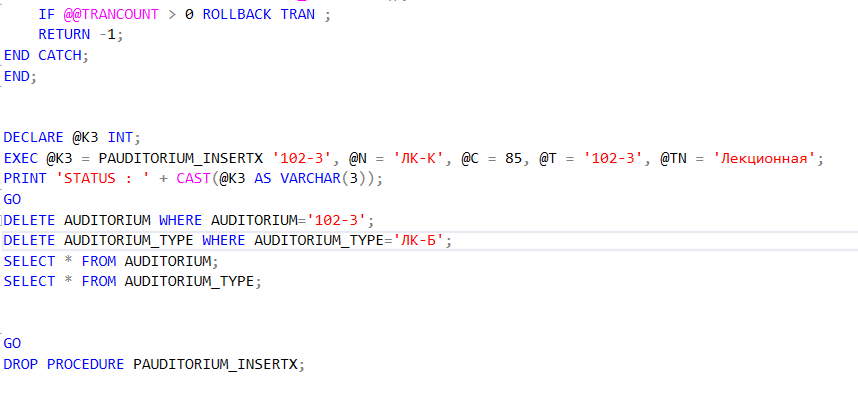 IF @@TRANCOUNT > 0 ROLLBACK TRAN ;
RETURN -1;
END CATCH;
END;
DECLARE @K3 INT;
EXEC @K3 = PAUDITORIUM_INSERTX '102-3', @N = 'ЛК-К', @C = 85, @T = '102-3', @TN = 'Лекционная';
PRINT 'STATUS : ' + CAST(@K3 AS VARCHAR(3));
GO
DELETE AUDITORIUM WHERE AUDITORIUM='102-3';
DELETE AUDITORIUM_TYPE WHERE AUDITORIUM_TYPE='ЛК-Б';
SELECT * FROM AUDITORIUM;
SELECT * FROM AUDITORIUM_TYPE;
GO
DROP PROCEDURE PAUDITORIUM_INSERTX;